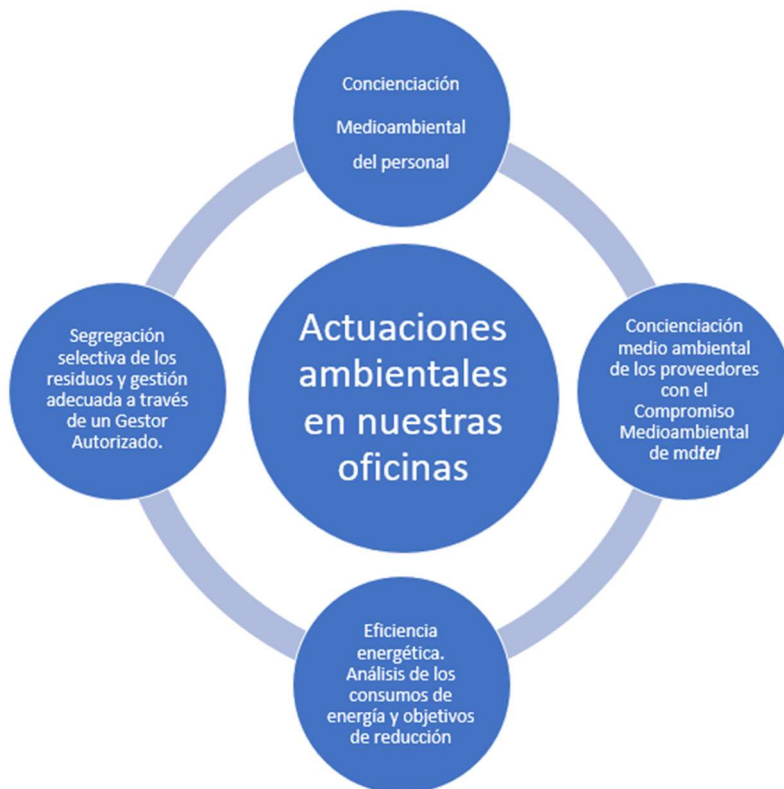 Concienciación
Medioambiental
del personal
Actuaciones
ambientales
en nuestras
oficinas
Concienciación
medio ambiental
de los proveedores
con el
Compromiso
Medioambiental
de mdtel
Eficiencia
energética.
Análisis de los
consumos de
energía y objetivos
de reducción
Segregación
selectiva de los
residuos y gestión
adecuada a través
de un Gestor
Autorizado.